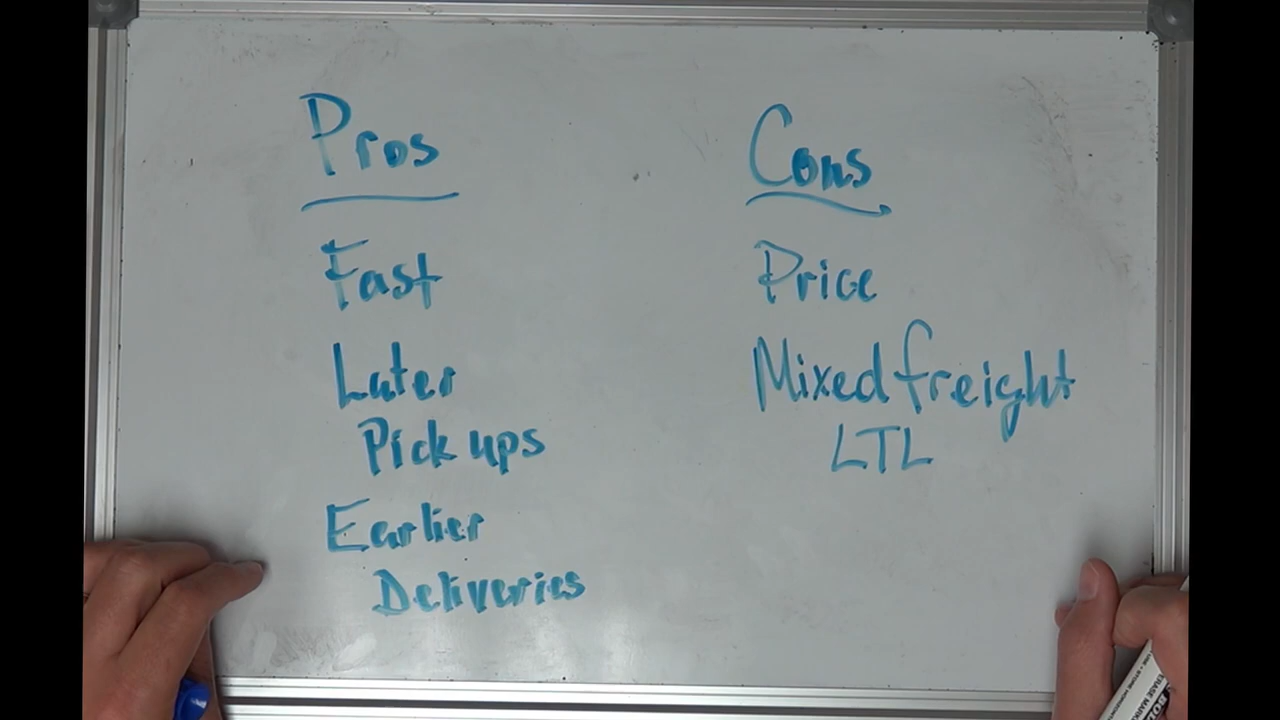 Pros
Fast
Later
Pick ups
Earlier
Deliveries
Cons
Price
Mixed freight
LTL